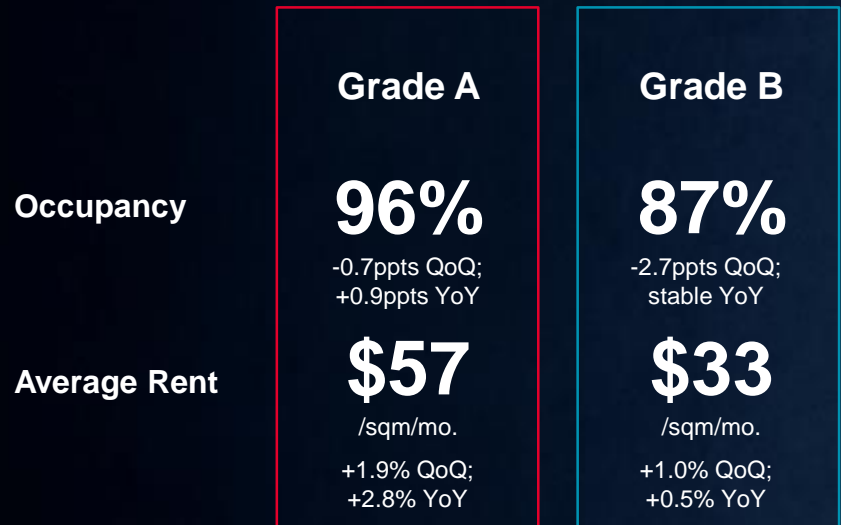 Grade A
Grade B
Occupancy
96%
87%
-0.7ppts QoQ;
+0.9ppts YoY
-2.7ppts QoQ;
stable YoY
Average Rent
$57
$33
/sqm/mo.
/sqm/mo.
+1.9% QoQ;
+2.8% YoY
+1.0% QoQ;
+0.5% YoY